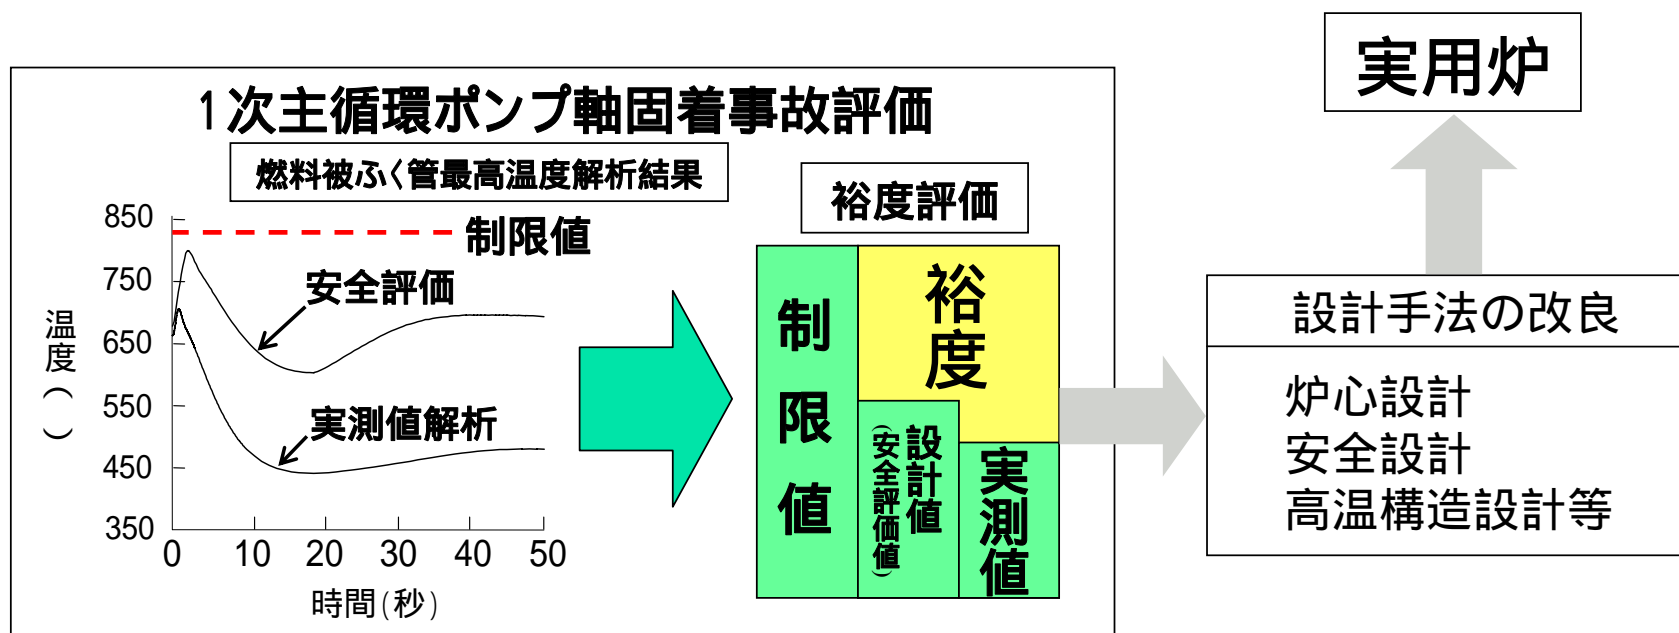 実用炉
1次主循環ポンプ軸固着事故評価
燃料被ふく管最高温度解析結果
850
750
650
550
450
350
温度( )
制限値
安全評価
実測値解析
0 10 20 30 40 50
時間(秒)
裕度評価
制限値
裕度
設計値
(安全評価値)
実測値
設計手法の改良
炉心設計
安全設計
高温構造設計等